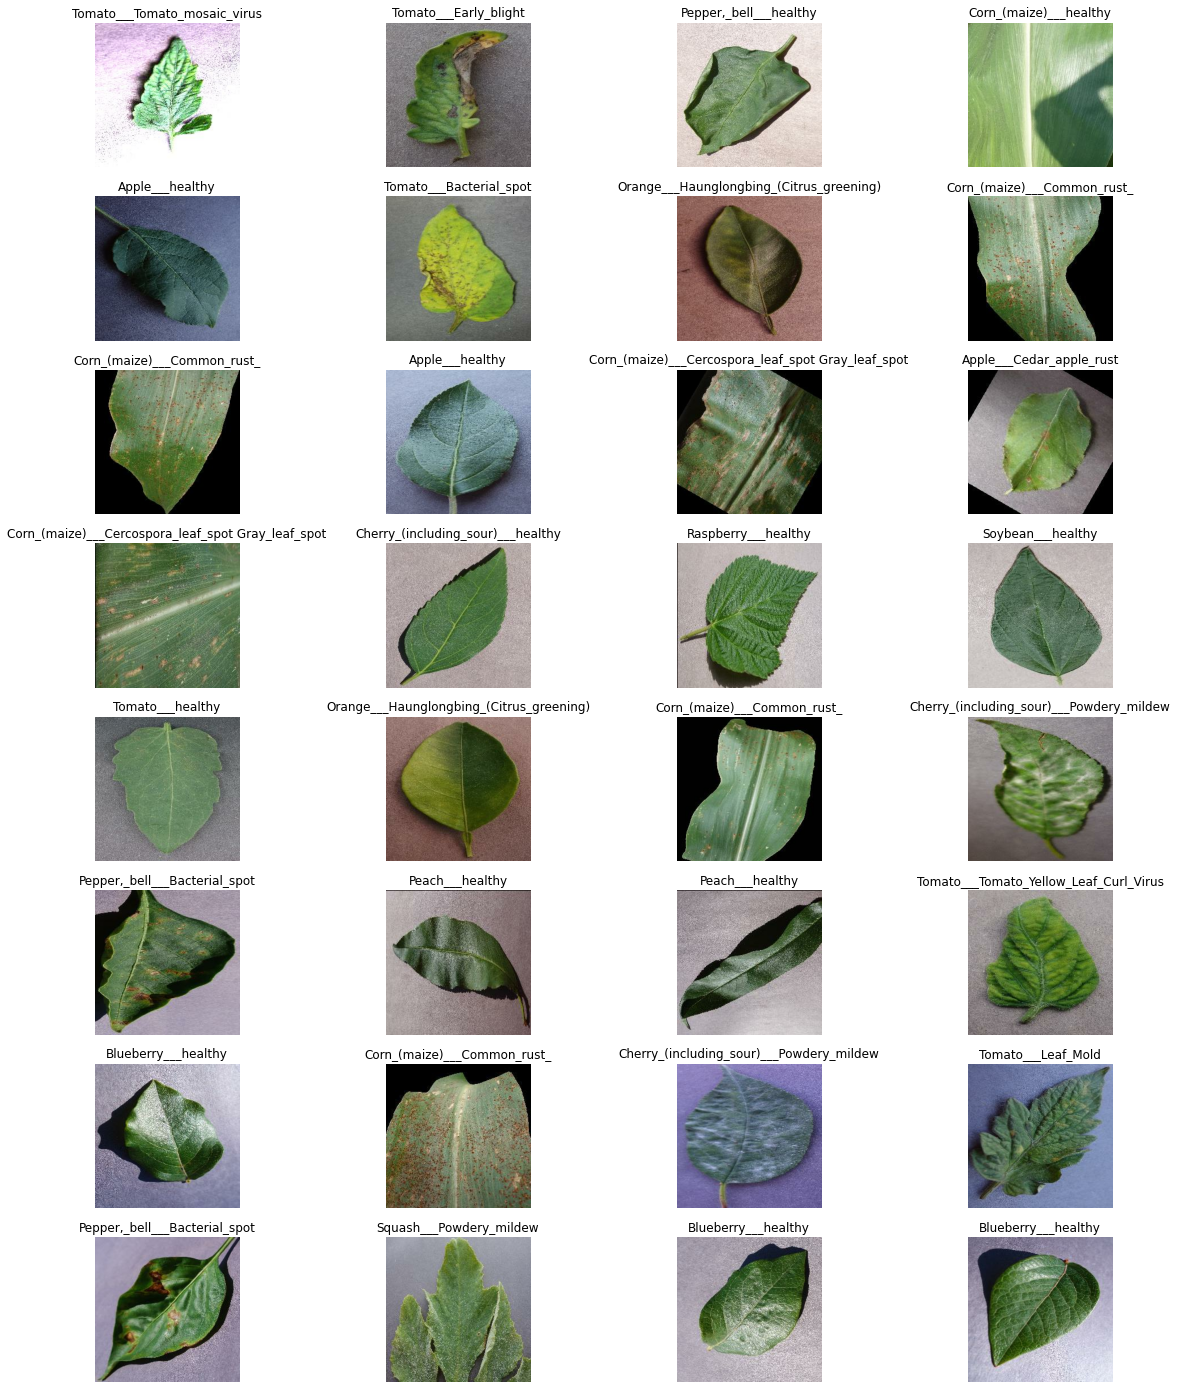 Tomato___Tomato_mosaic_virus
Tomato___Early_blight
Pepper,_bell___healthy
Corn_(maize)___healthy
Apple___healthy
Tomato___Bacterial_spot
Orange___Haunglongbing_(Citrus_greening)
Corn_(maize)___Common_rust_
Corn_(maize)___Common_rust_
Apple___healthy
Corn_(maize)___Cercospora_leaf_spot Gray_leaf_spot
Apple___Cedar_apple_rust
Corn_(maize)___Cercospora_leaf_spot Gray_leaf_spot
Cherry_(including_sour)___healthy
Raspberry___healthy
Soybean___healthy
Tomato___healthy
Orange___Haunglongbing_(Citrus_greening)
Corn_(maize)___Common_rust_
Cherry_(including_sour)___Powdery_mildew
Pepper,_bell___Bacterial_spot
Peach___healthy
Peach___healthy
Tomato___Tomato_Yellow_Leaf_Curl_Virus
Blueberry___healthy
Corn_(maize)___Common_rust_
Cherry_(including_sour)___Powdery_mildew
Tomato___Leaf_Mold
Pepper,_bell___Bacterial_spot
Squash___Powdery_mildew
Blueberry___healthy
Blueberry___healthy